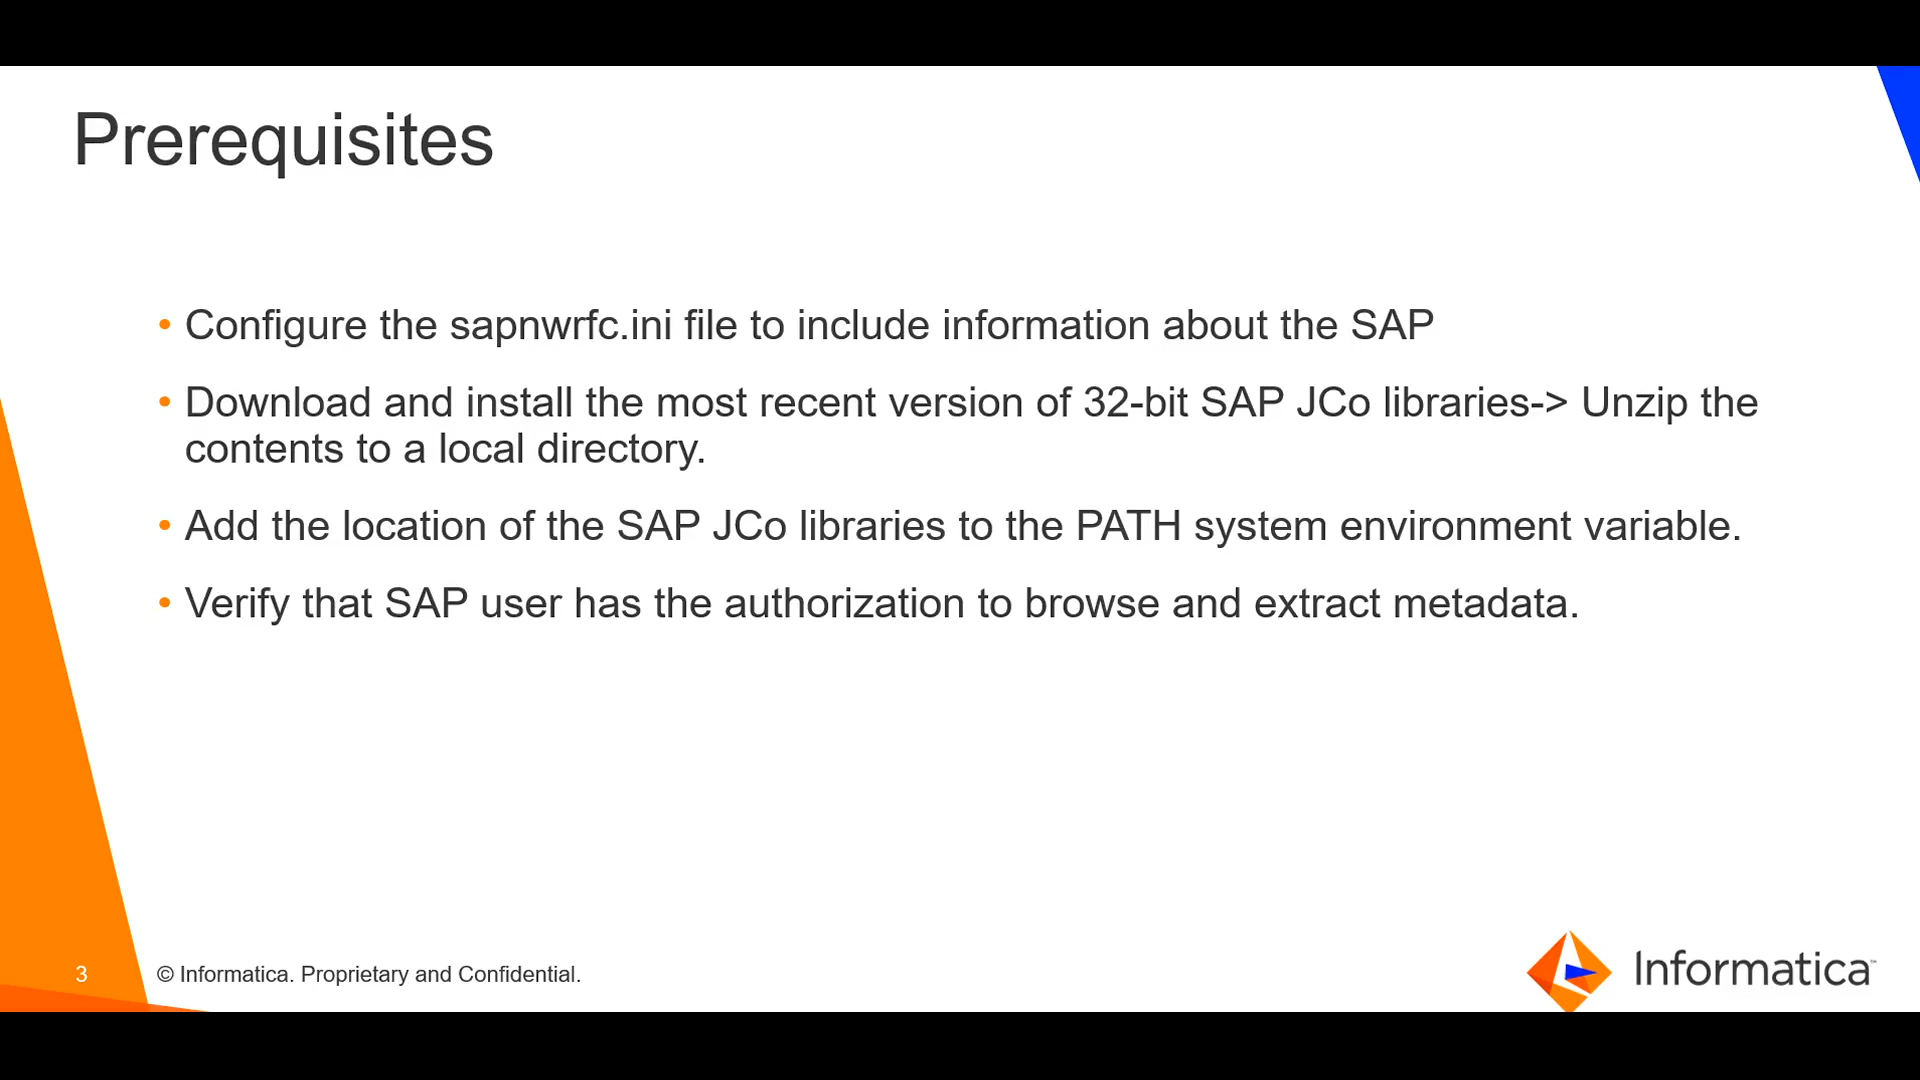 Prerequisites
• Configure the sapnwrfc.ini file to include information about the SAP
• Download and install the most recent version of 32-bit SAP JCo libraries-> Unzip the
contents to a local directory.
• Add the location of the SAP JCo libraries to the PATH system environment variable.
• Verify that SAP user has the authorization to browse and extract metadata.
3
© Informatica. Proprietary and Confidential.
Informatica™